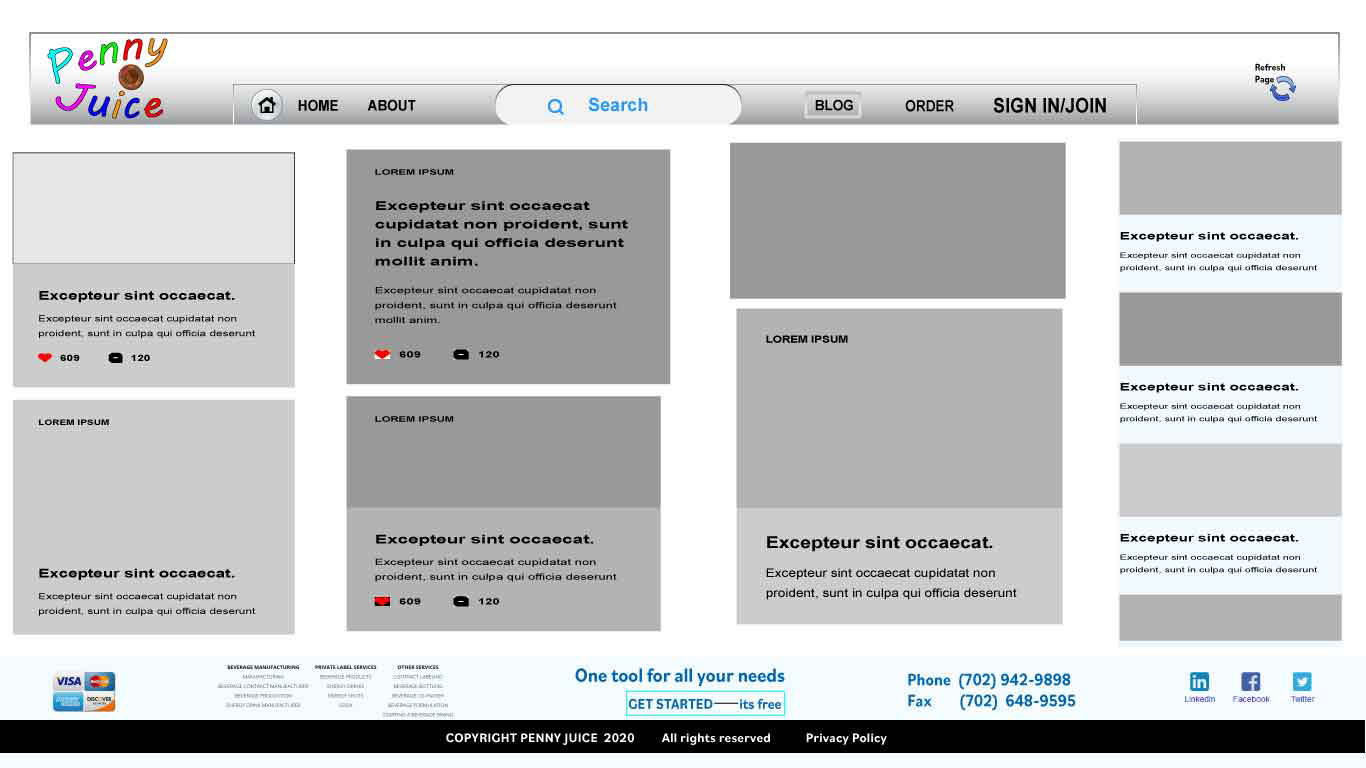 Penny
Juice
Refresh
Page
HOME
ABOUT
Search
BLOG
ORDER
SIGN IN/JOIN
Excepteur sint occaecat.
Excepteur sint occaecat cupidatat non
proident, sunt in culpa qui officia deserunt
609 120
LOREM IPSUM
Excepteur sint occaecat.
Excepteur sint occaecat cupidatat non
proident, sunt in culpa qui officia deserunt
LOREM IPSUM
Excepteur sint occaecat
cupidatat non proident, sunt
in culpa qui officia deserunt
mollit anim.
Excepteur sint occaecat cupidatat non
proident, sunt in culpa qui officia deserunt
mollit anim.
609 120
LOREM IPSUM
Excepteur sint occaecat.
Excepteur sint occaecat cupidatat non
proident, sunt in culpa qui officia deserunt
609 120
LOREM IPSUM
Excepteur sint occaecat.
Excepteur sint occaecat cupidatat non
proident, sunt in culpa qui officia deserunt
Excepteur sint occaecat.
Excepteur sint occaecat cupidatat non
proident, sunt in culpa qui officia deserunt
Excepteur sint occaecat.
Excepteur sint occaecat cupidatat non
proident, sunt in culpa qui officia deserunt
Excepteur sint occaecat.
Excepteur sint occaecat cupidatat non
proident, sunt in culpa qui officia deserunt
VISA
DISCOVER
BEVERAGE MANUFACTURING
MANUFACTURING
BEVERAGE CONTRACT MANUFACTURER
BEVERAGE PRODUCTION
ENERGY DRINK MANUFACTURER
PRIVATE LABEL SERVICES
BEVERAGE PRODUCTS
ENERGY DRINKS
ENERGY SHOTS
SODA
OTHER SERVICES
CONTRACT LABELING
BEVERAGE BOTTLING
BEVERAGE CO-PACKER
BEVERAGE FORMULATION
STARTING A BEVERAGE BRAND
One tool for all your needs
GET STARTED—its free
Phone (702) 942-9898
Fax (702) 648-9595
LinkedIn
Facebook
Twitter
COPYRIGHT PENNY JUICE 2020 All rights reserved Privacy Policy